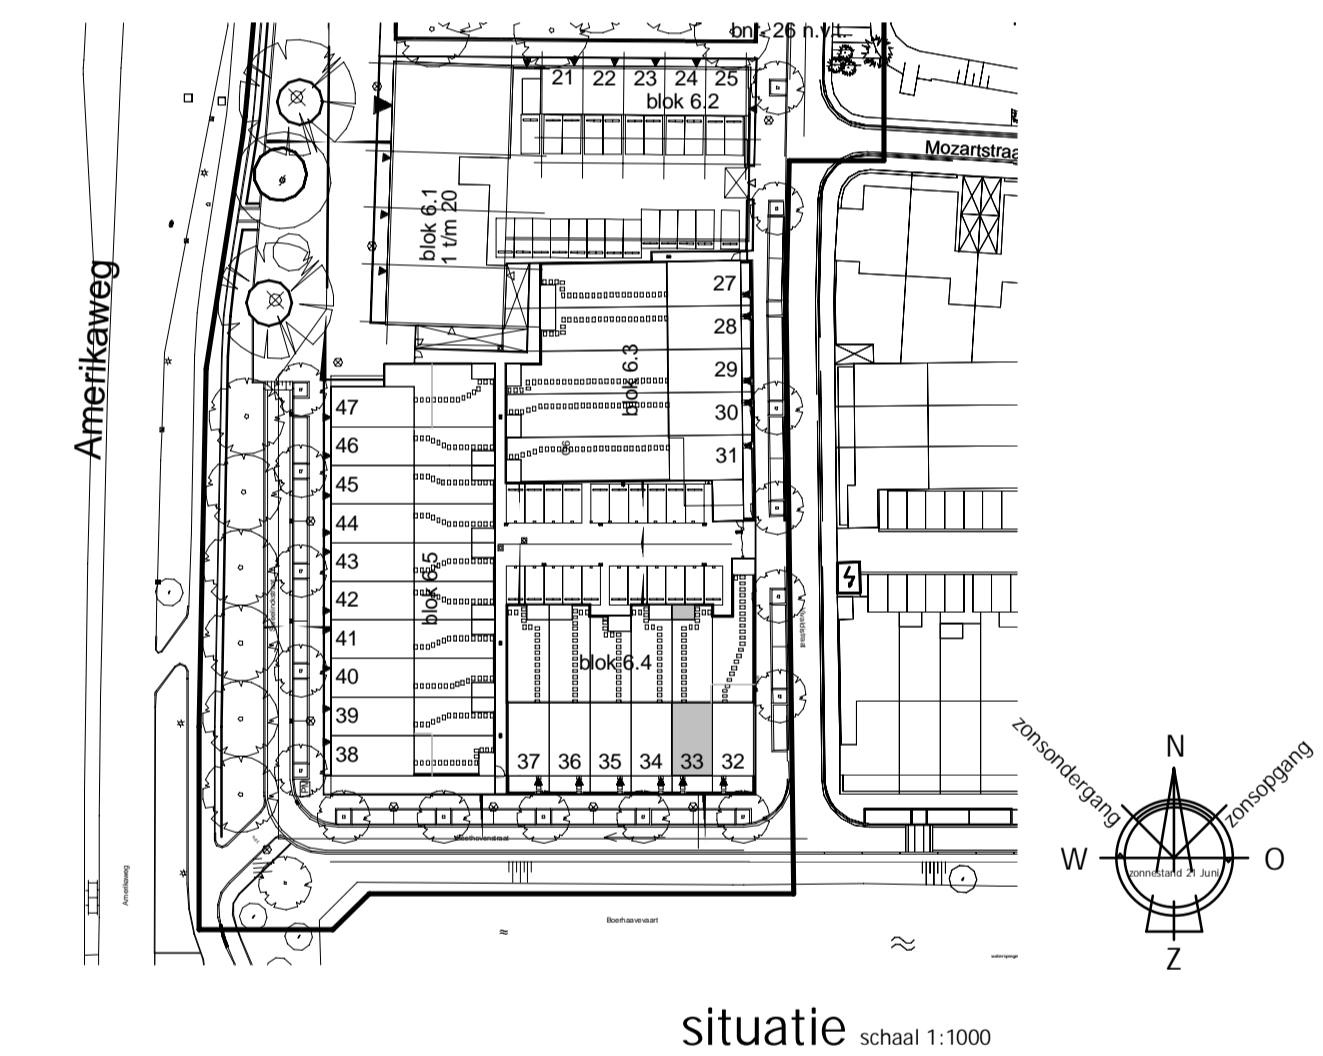 bnr. 26 n.v.t.
21 22 23 24 25
blok 6.2
Mozartstraa
blok 6.1
1 t/m 20
Amerikaweg
27
28
29
30
31
blok 6.3
47
46
45
44
43
42
41
40
39
38
blok 6.5
blok 6.4
37 36 35 34 33 32
PM
Beethovenstraat
Vivaldistraat
Amerikaweg
Boerhaavevaart
zonsondergang
zonsopgang
N
W
O
Z
zonnestand 21 Juni
situatie schaal 1:1000